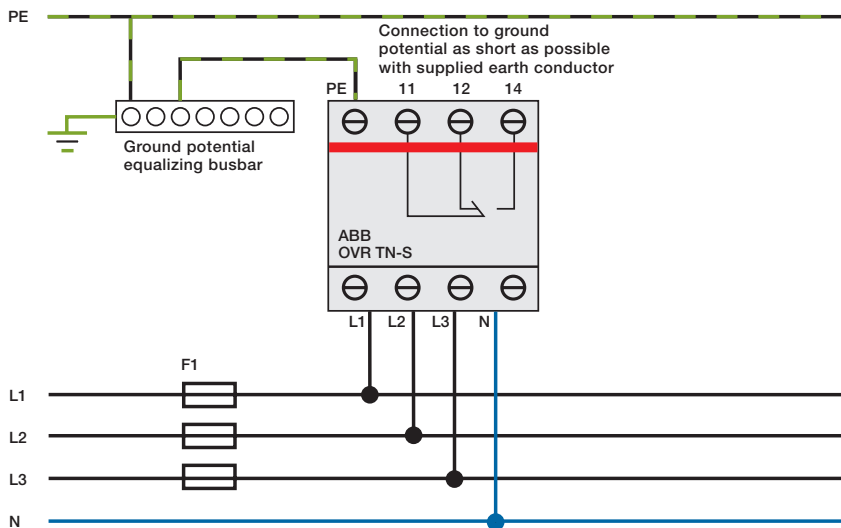 PE
Connection to ground
potential as short as possible
with supplied earth conductor
PE 11 12 14
Ground potential
equalizing busbar
ABB
OVR TN-S
L1 L2 L3 N
F1
L1
L2
L3
N